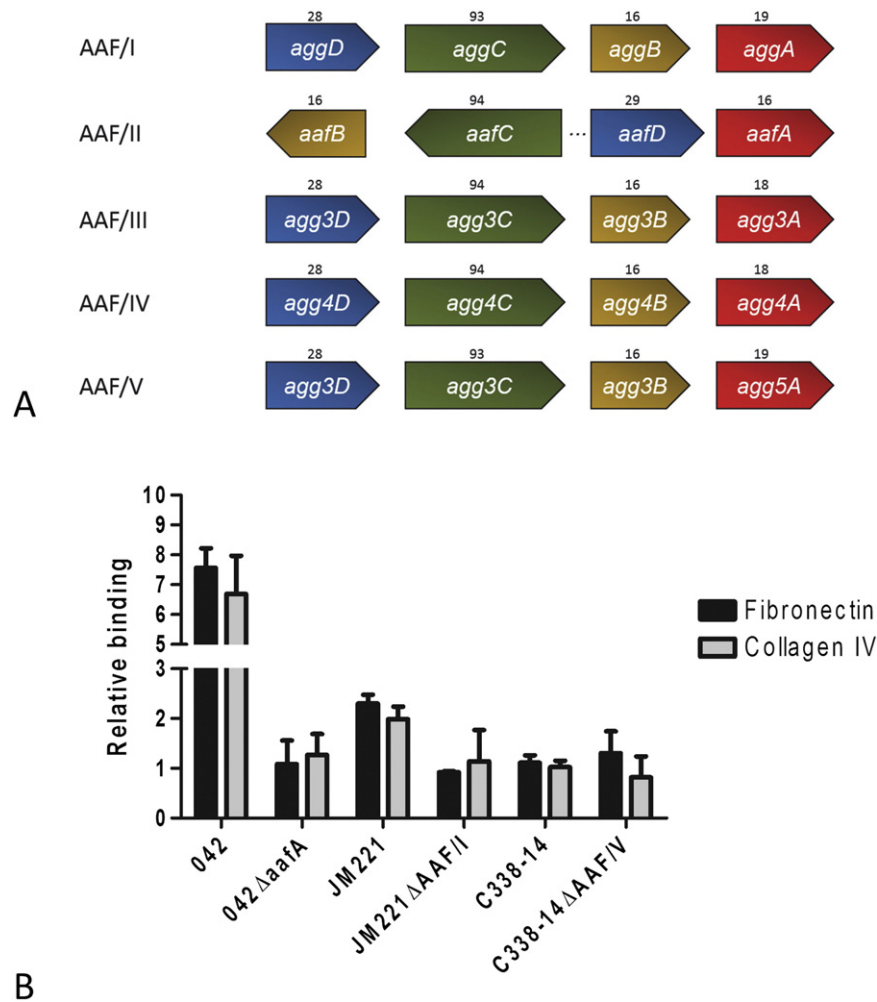 28 93 16 19
AAF/I aggD aggC aggB aggA
16 94 29 16
AAF/II aafB aafC ... aafD aafA
28 94 16 18
AAF/III agg3D agg3C agg3B agg3A
28 94 16 18
AAF/IV agg4D agg4C agg4B agg4A
28 93 16 19
AAF/V agg3D agg3C agg3B agg5A
A
Relative binding
10
9
8
7
6
5
3
2
1
0
Fibronectin
Collagen IV
042
042ΔaafA
JM221
JM221ΔAAF/I
C338-14
C338-14ΔAAF/V
B